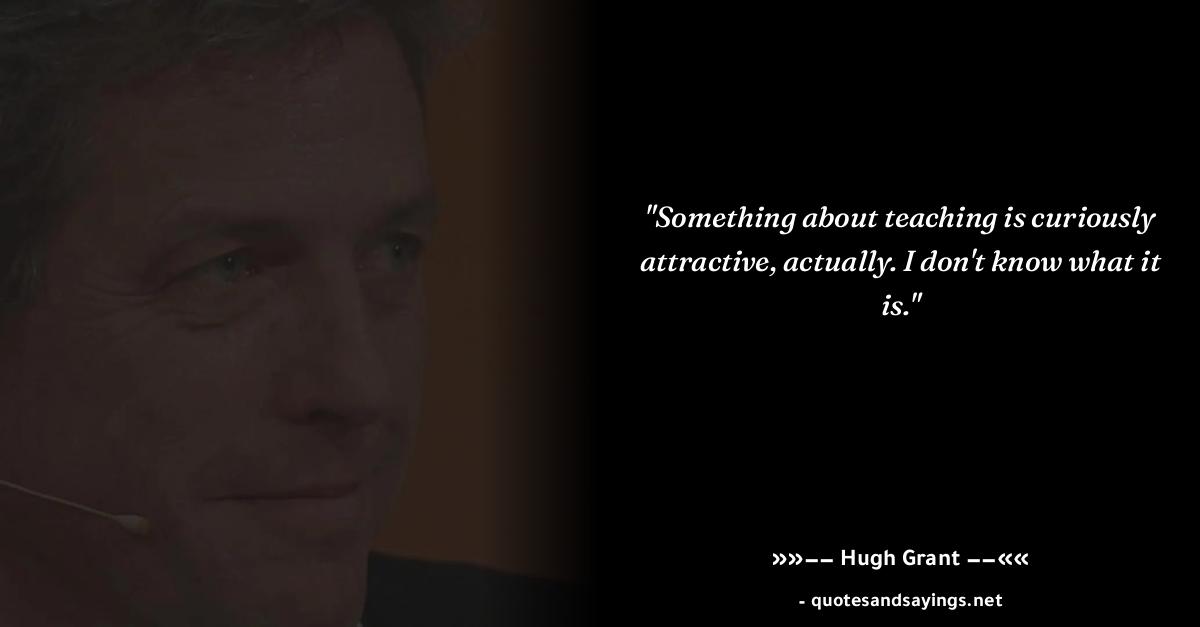 "Something about teaching is curiously
attractive, actually. I don't know what it
is."
»»–– Hugh Grant ––««
- quotesandsayings.net